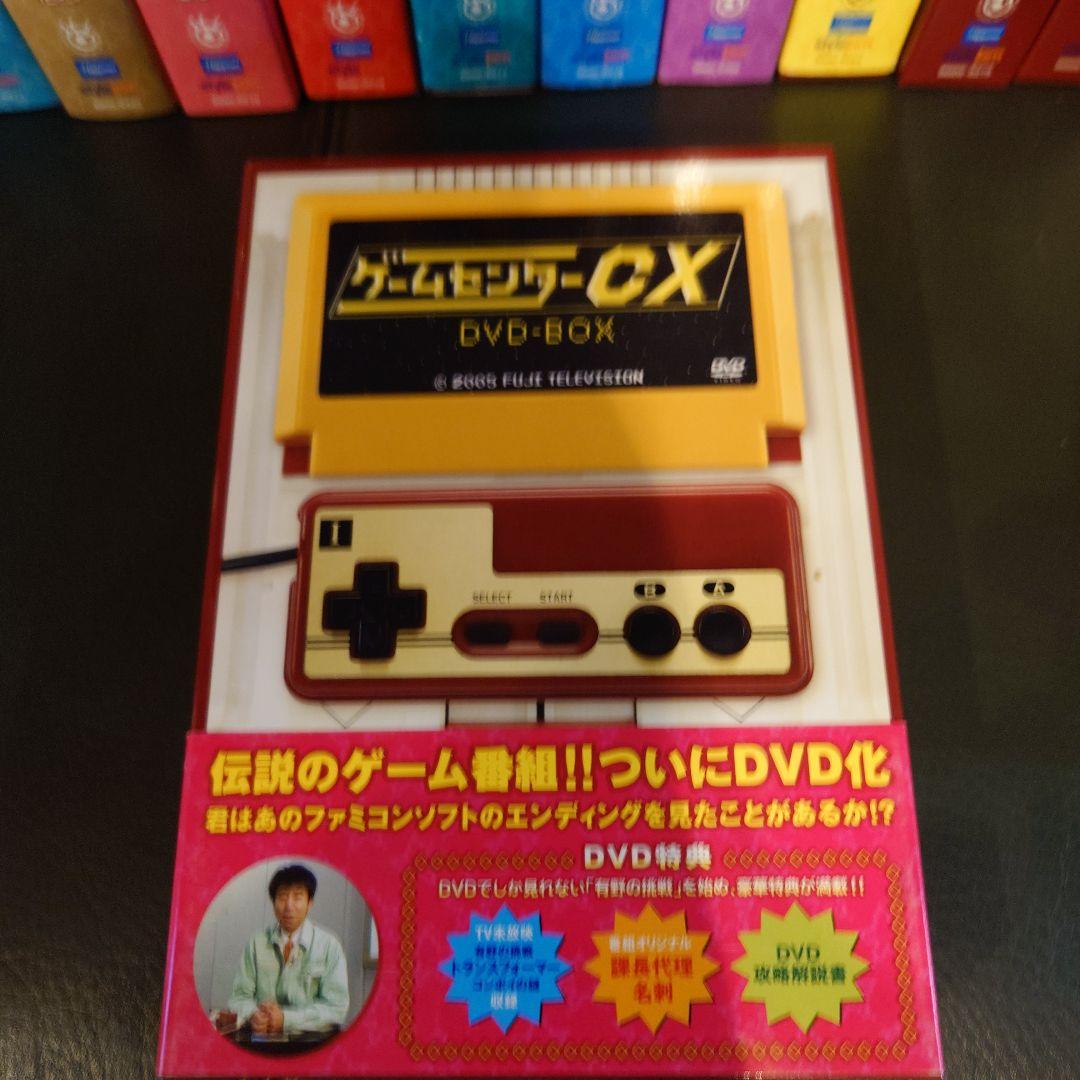 ゲームセンターCX
DVD-BOX
© 2005 FUJI TELEVISION
DVD
VIDEO
I
SELECT
START
B
A
伝説のゲーム番組!!ついにDVD化
君はあのファミコンソフトのエンディングを見たことがあるか!?
DVD特典
DVDでしか見れない「有野の挑戦」を始め、豪華特典が満載!!
TV未放映
有野の挑戦
トランスフォーマー
コンボイの謎
収録
番組オリジナル
課長代理
名刺
DVD
攻略解説書